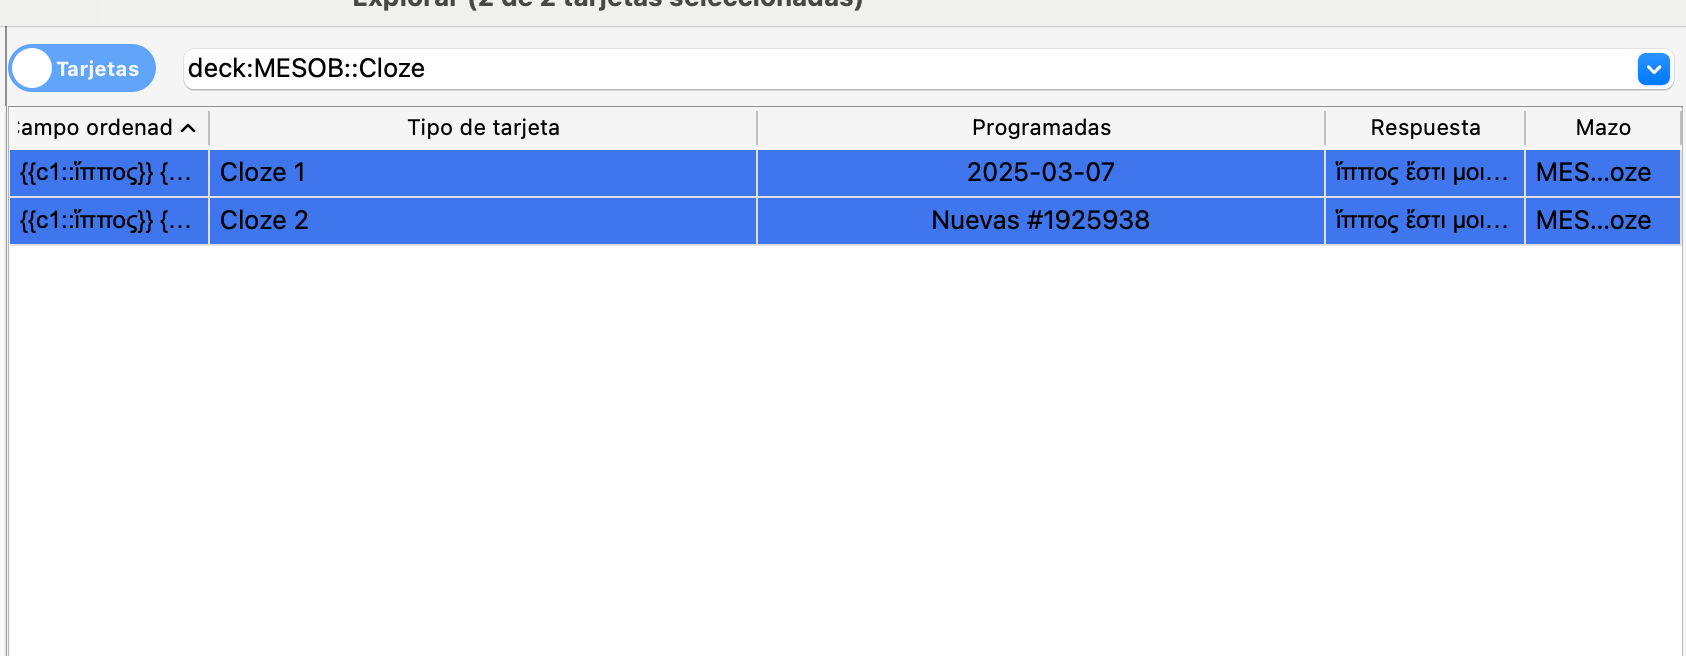 Explorar (2 de 2 tarjetas seleccionadas)
Tarjetas deck:MESOB::Cloze
ampo ordenad Tipo de tarjeta Programadas Respuesta Mazo
{{c1::ἵππος}} {... Cloze 1 2025-03-07 ἵππος ἔστι μοι... MES...oze
{{c1::ἵππος}} {... Cloze 2 Nuevas #1925938 ἵππος ἔστι μοι... MES...oze